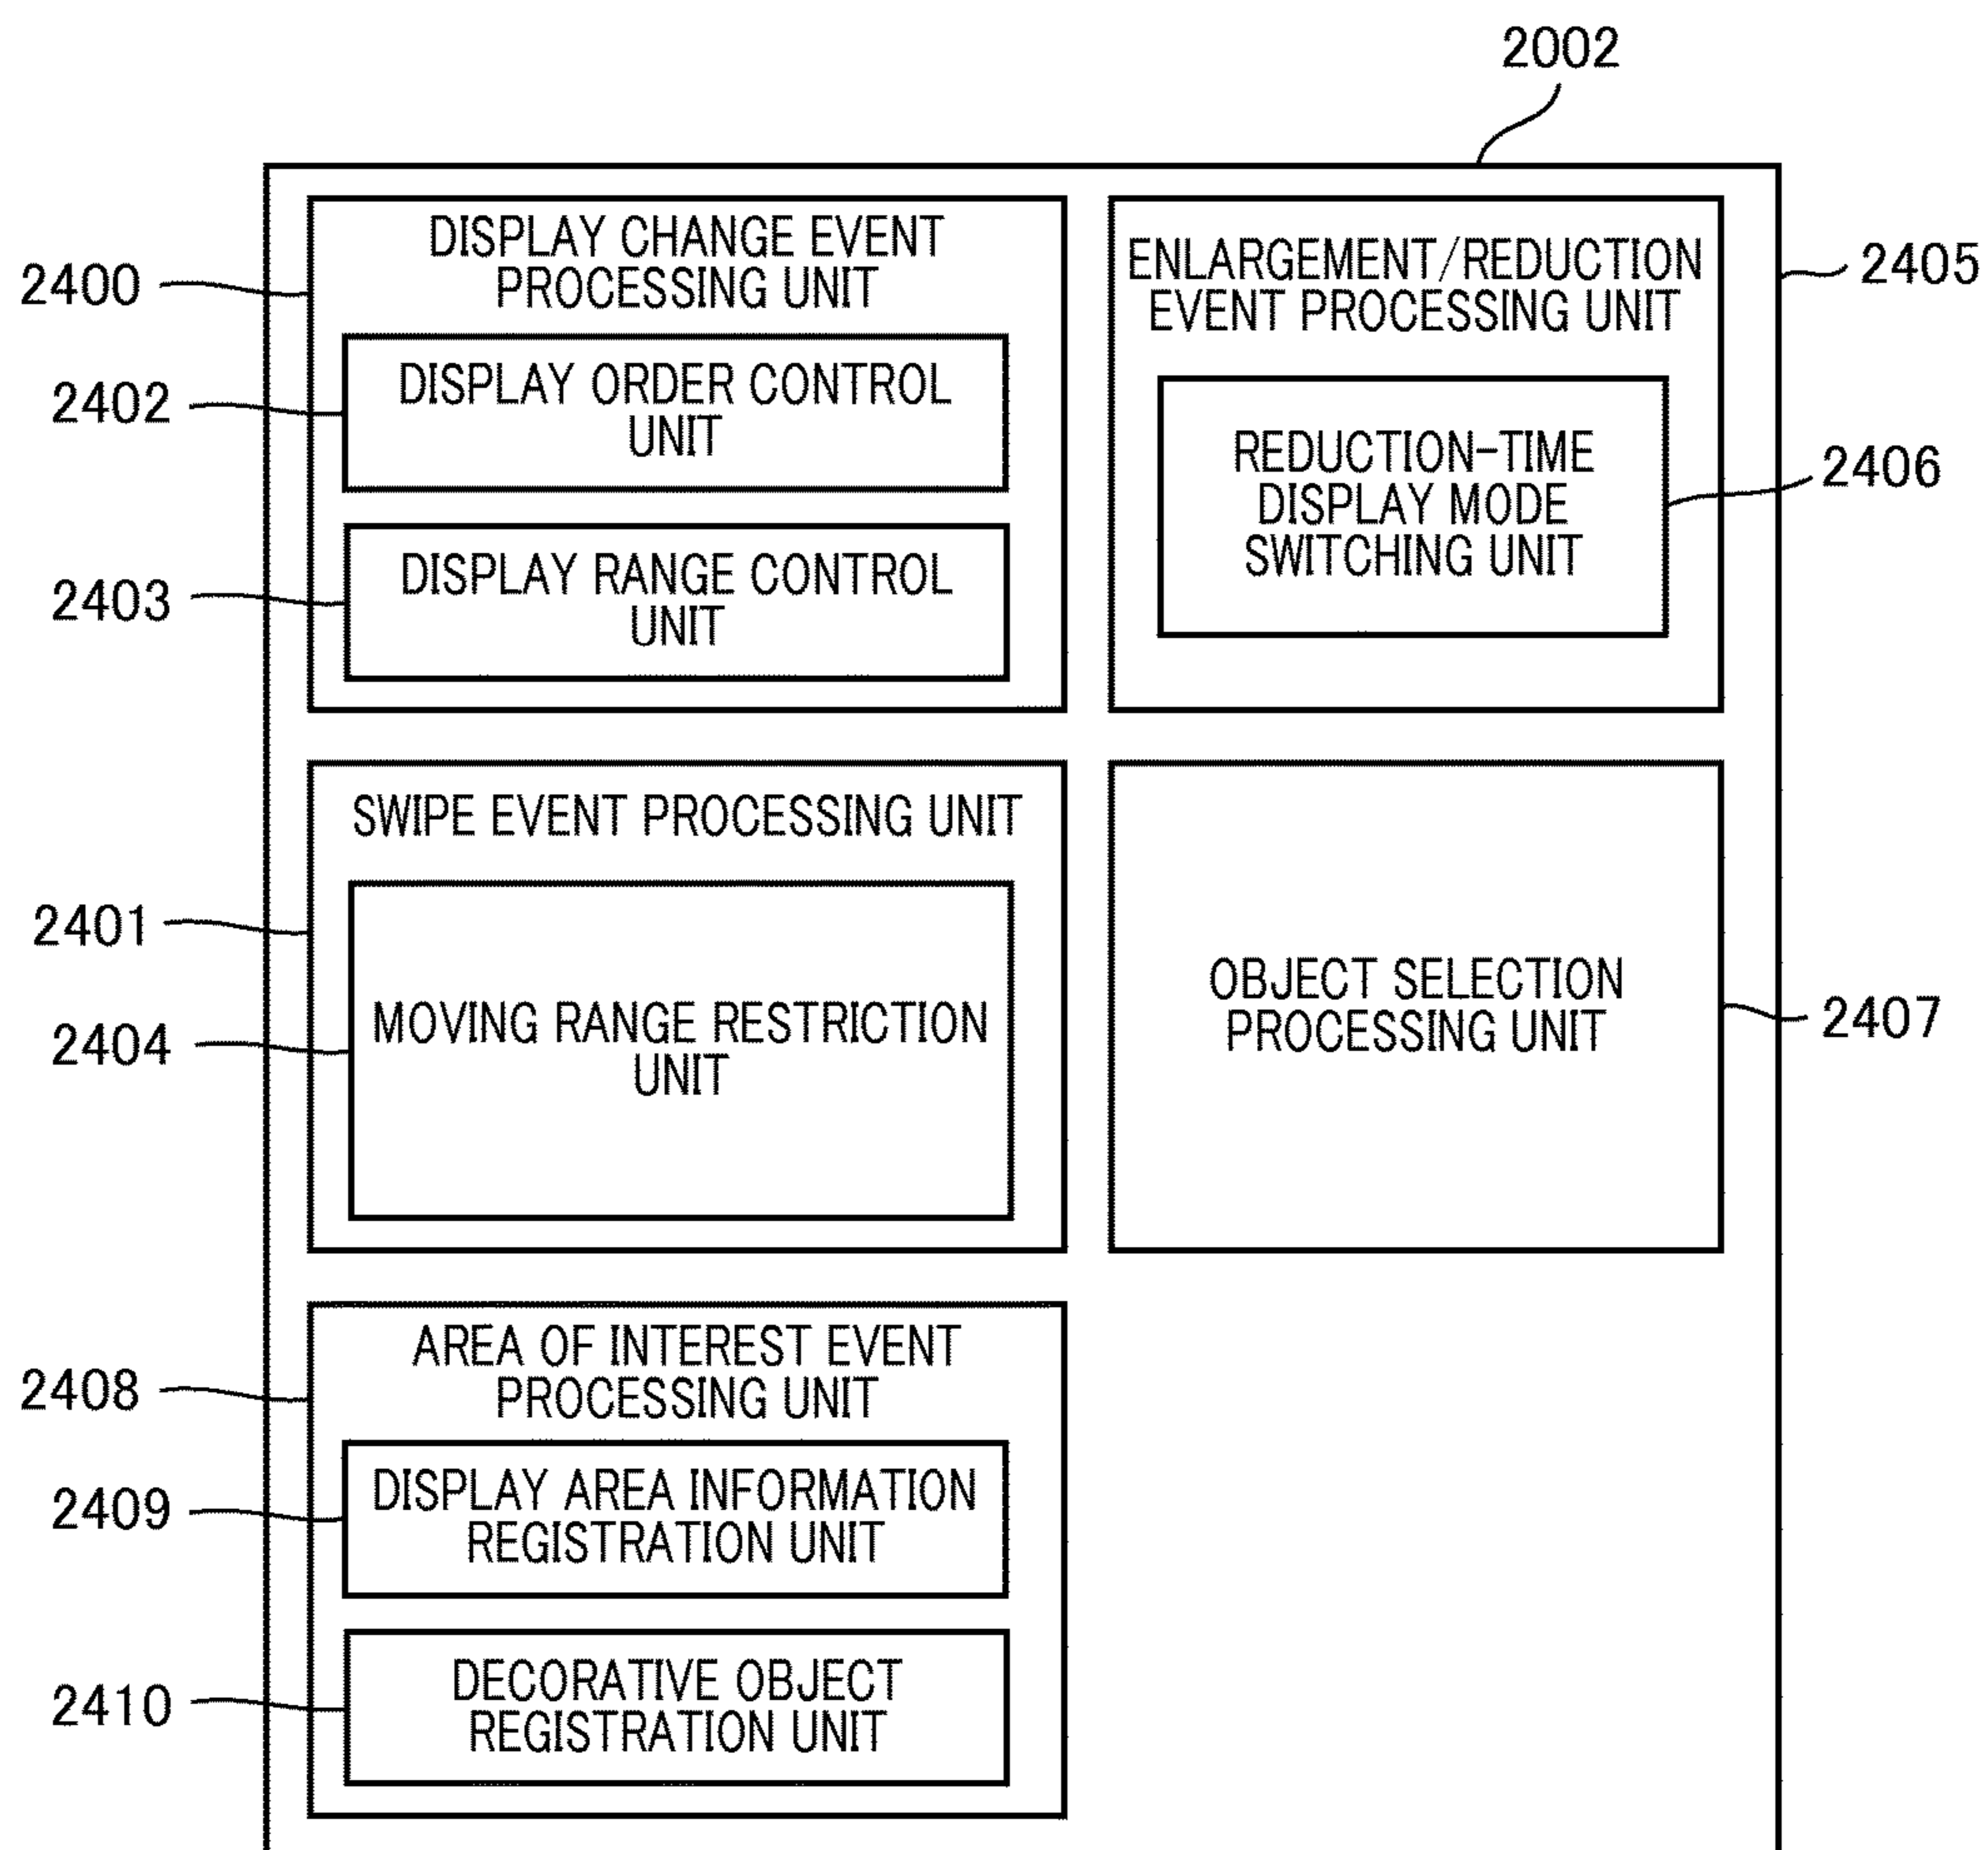 2002
DISPLAY CHANGE EVENT
PROCESSING UNIT
2400
DISPLAY ORDER CONTROL
UNIT
2402
DISPLAY RANGE CONTROL
UNIT
2403
ENLARGEMENT/REDUCTION
EVENT PROCESSING UNIT
2405
REDUCTION-TIME
DISPLAY MODE
SWITCHING UNIT
2406
SWIPE EVENT PROCESSING UNIT
2401
MOVING RANGE RESTRICTION
UNIT
2404
OBJECT SELECTION
PROCESSING UNIT
2407
AREA OF INTEREST EVENT
PROCESSING UNIT
2408
DISPLAY AREA INFORMATION
REGISTRATION UNIT
2409
DECORATIVE OBJECT
REGISTRATION UNIT
2410